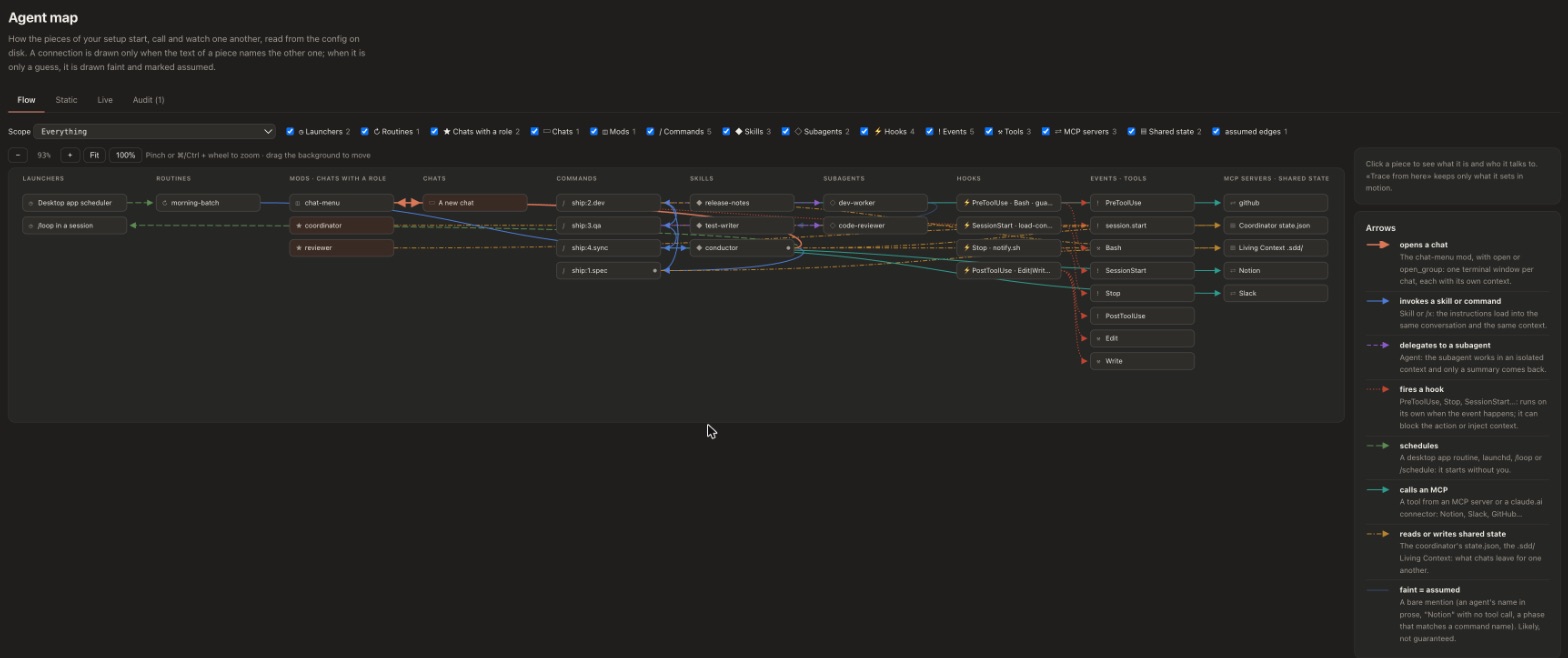 Agent map
How the pieces of your setup start, call and watch one another, read from the config on
disk. A connection is drawn only when the text of a piece names the other one; when it is
only a guess, it is drawn faint and marked assumed.
Flow Static Live Audit (1)
Scope Everything Launchers 2 Routines 1 Chats with a role 2 Chats 1 Mods 1 / Commands 5 Skills 3 Subagents 2 Hooks 4 ! Events 5 Tools 3 MCP servers 3 Shared state 2 assumed edges 1
− 93% + Fit 100% Pinch or ⌘/Ctrl + wheel to zoom · drag the background to move
LAUNCHERS ROUTINES MODS · CHATS WITH A ROLE CHATS COMMANDS SKILLS SUBAGENTS HOOKS EVENTS · TOOLS MCP SERVERS · SHARED STATE
Desktop app scheduler morning-batch chat-menu A new chat / ship:2.dev release-notes dev-worker PreToolUse · Bash · gua… ! PreToolUse github
/loop in a session coordinator / ship:3.qa test-writer code-reviewer SessionStart · load-con… ! session.start Coordinator state.json
reviewer / ship:4.sync conductor Stop · notify.sh Bash Living Context .sdd/
/ ship:1.spec PostToolUse · Edit|Writ… ! SessionStart Notion
! Stop Slack
! PostToolUse
Edit
Write
Click a piece to see what it is and who it talks to.
«Trace from here» keeps only what it sets in
motion.
Arrows
opens a chat
The chat-menu mod, with open or
open_group: one terminal window per
chat, each with its own context.
invokes a skill or command
Skill or /x: the instructions load into the
same conversation and the same context.
delegates to a subagent
Agent: the subagent works in an isolated
context and only a summary comes back.
fires a hook
PreToolUse, Stop, SessionStart…: runs on
its own when the event happens; it can
block the action or inject context.
schedules
A desktop app routine, launchd, /loop or
/schedule: it starts without you.
calls an MCP
A tool from an MCP server or a claude.ai
connector: Notion, Slack, GitHub…
reads or writes shared state
The coordinator's state.json, the .sdd/
Living Context: what chats leave for one
another.
faint = assumed
A bare mention (an agent's name in
prose, "Notion" with no tool call, a phase
that matches a command name). Likely,
not guaranteed.